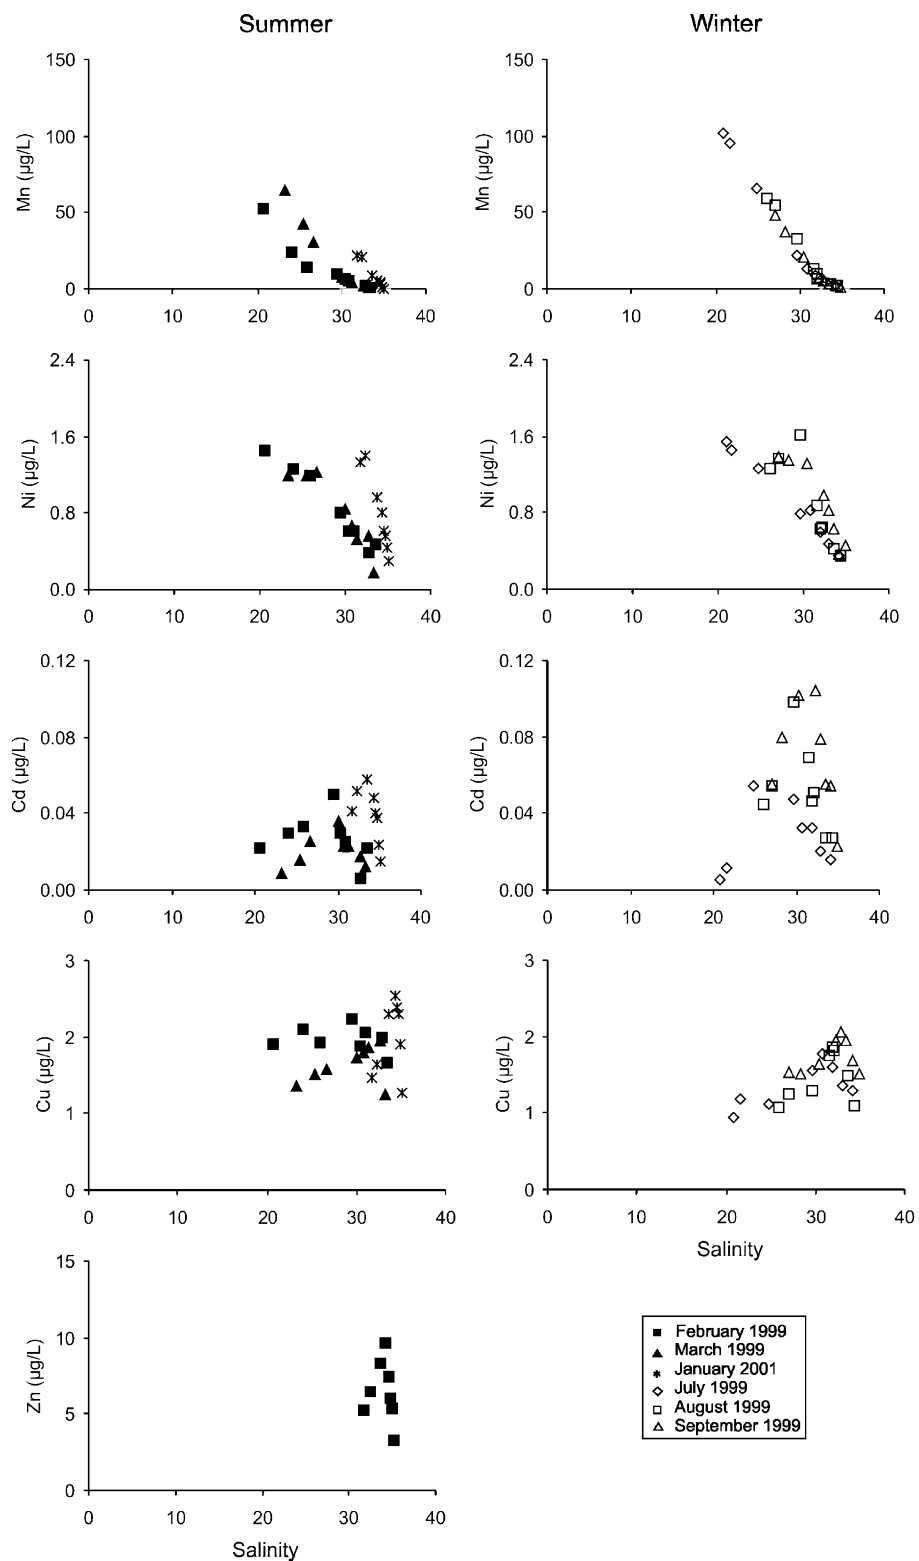 Summer
Winter
150
100
50
0
Mn (µg/L)
0 10 20 30 40
150
100
50
0
Mn (µg/L)
0 10 20 30 40
2.4
1.6
0.8
0.0
Ni (µg/L)
0 10 20 30 40
2.4
1.6
0.8
0.0
Ni (µg/L)
0 10 20 30 40
0.12
0.08
0.04
0.00
Cd (µg/L)
0 10 20 30 40
0.12
0.08
0.04
0.00
Cd (µg/L)
0 10 20 30 40
3
2
1
0
Cu (µg/L)
0 10 20 30 40
3
2
1
0
Cu (µg/L)
0 10 20 30 40
Salinity
15
10
5
0
Zn (µg/L)
0 10 20 30 40
Salinity
February 1999
March 1999
January 2001
July 1999
August 1999
September 1999